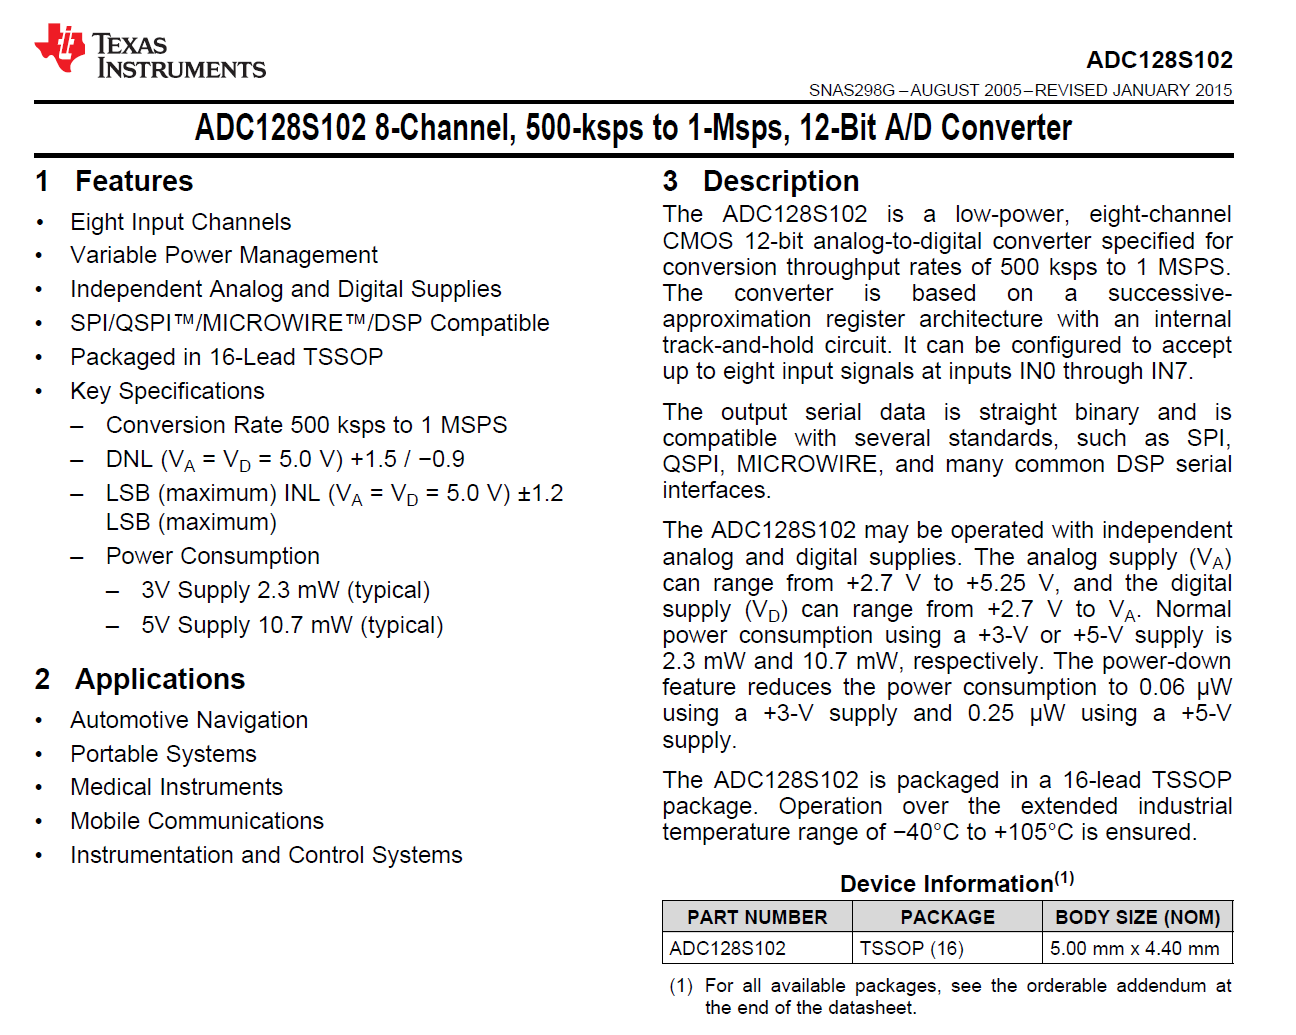 TEXAS
INSTRUMENTS
ADC128S102
SNAS298G –AUGUST 2005–REVISED JANUARY 2015
ADC128S102 8-Channel, 500-ksps to 1-Msps, 12-Bit A/D Converter
1 Features
• Eight Input Channels
• Variable Power Management
• Independent Analog and Digital Supplies
• SPI/QSPI™/MICROWIRE™/DSP Compatible
• Packaged in 16-Lead TSSOP
• Key Specifications
– Conversion Rate 500 ksps to 1 MSPS
– DNL (VA = VD = 5.0 V) +1.5 / −0.9
– LSB (maximum) INL (VA = VD = 5.0 V) ±1.2
LSB (maximum)
– Power Consumption
– 3V Supply 2.3 mW (typical)
– 5V Supply 10.7 mW (typical)
2 Applications
• Automotive Navigation
• Portable Systems
• Medical Instruments
• Mobile Communications
• Instrumentation and Control Systems
3 Description
The ADC128S102 is a low-power, eight-channel
CMOS 12-bit analog-to-digital converter specified for
conversion throughput rates of 500 ksps to 1 MSPS.
The converter is based on a successive-
approximation register architecture with an internal
track-and-hold circuit. It can be configured to accept
up to eight input signals at inputs IN0 through IN7.
The output serial data is straight binary and is
compatible with several standards, such as SPI,
QSPI, MICROWIRE, and many common DSP serial
interfaces.
The ADC128S102 may be operated with independent
analog and digital supplies. The analog supply (VA)
can range from +2.7 V to +5.25 V, and the digital
supply (VD) can range from +2.7 V to VA. Normal
power consumption using a +3-V or +5-V supply is
2.3 mW and 10.7 mW, respectively. The power-down
feature reduces the power consumption to 0.06 µW
using a +3-V supply and 0.25 µW using a +5-V
supply.
The ADC128S102 is packaged in a 16-lead TSSOP
package. Operation over the extended industrial
temperature range of −40°C to +105°C is ensured.
Device Information(1)
PART NUMBER PACKAGE BODY SIZE (NOM)
ADC128S102 TSSOP (16) 5.00 mm x 4.40 mm
(1) For all available packages, see the orderable addendum at
the end of the datasheet.